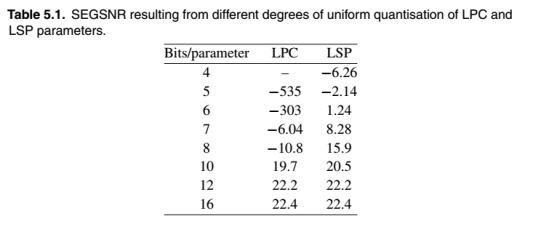 Table 5.1. SEGSNR resulting from different degrees of uniform quantisation of LPC and
LSP parameters.
Bits/parameter LPC LSP
4 – −6.26
5 −535 −2.14
6 −303 1.24
7 −6.04 8.28
8 −10.8 15.9
10 19.7 20.5
12 22.2 22.2
16 22.4 22.4